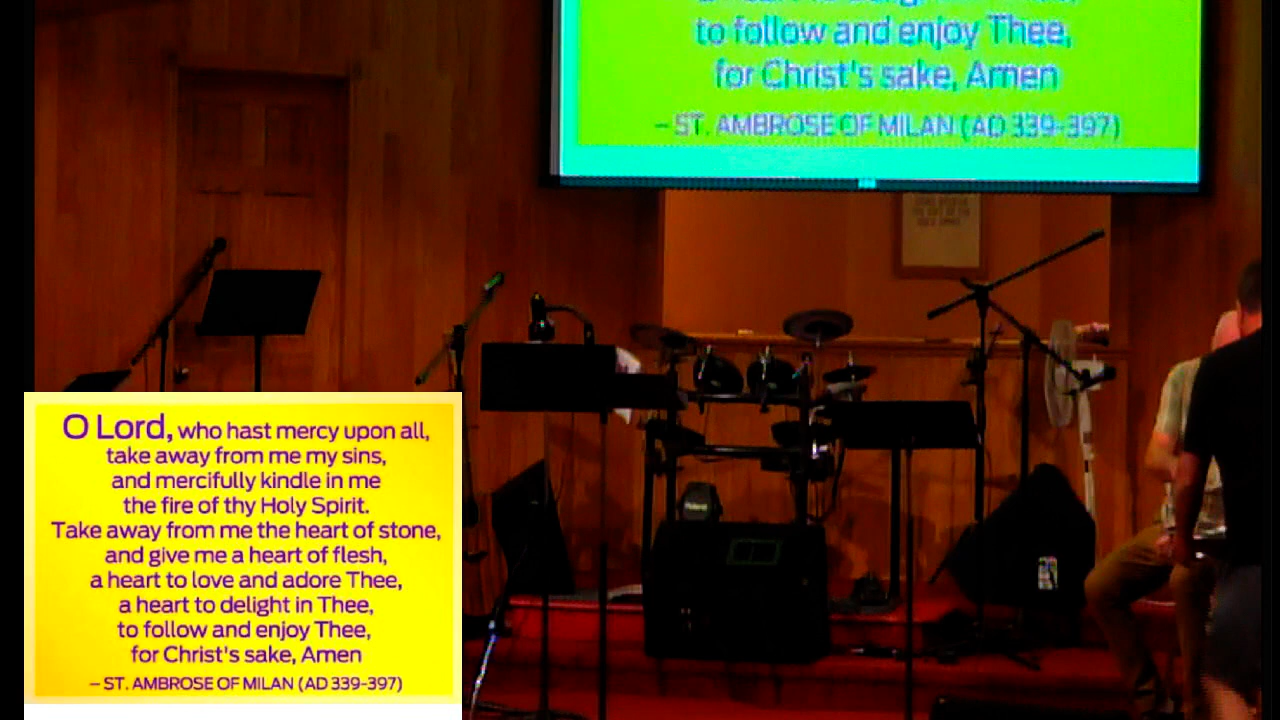 to follow and enjoy Thee,
for Christ's sake, Amen
– ST. AMBROSE OF MILAN (AD 339-397)
O Lord, who hast mercy upon all,
take away from me my sins,
and mercifully kindle in me
the fire of thy Holy Spirit.
Take away from me the heart of stone,
and give me a heart of flesh,
a heart to love and adore Thee,
a heart to delight in Thee,
to follow and enjoy Thee,
for Christ's sake, Amen
– ST. AMBROSE OF MILAN (AD 339-397)
Roland